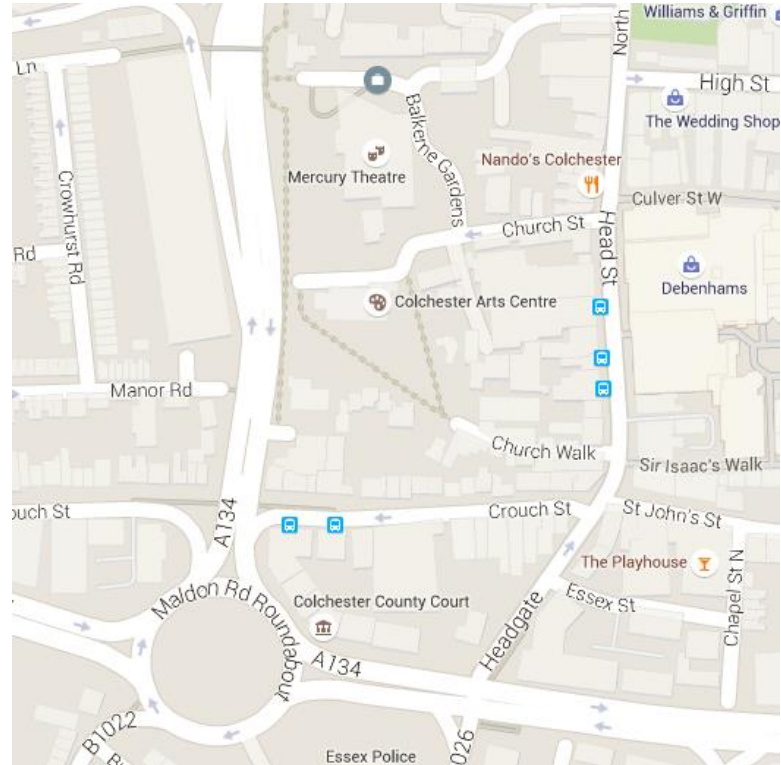 Williams & Griffin
North
Ln
High St
The Wedding Shop
Balkerne Gardens
Mercury Theatre
Nando's Colchester
Crowhurst Rd
Culver St W
Church St
Head St
Rd
Debenhams
Colchester Arts Centre
Manor Rd
Church Walk
Sir Isaac's Walk
A134
ouch St
Crouch St
St John's St
The Playhouse
Maldon Rd Roundabout
Colchester County Court
Essex St
Chapel St N
Headgate
A134
B1022
026
Essex Police